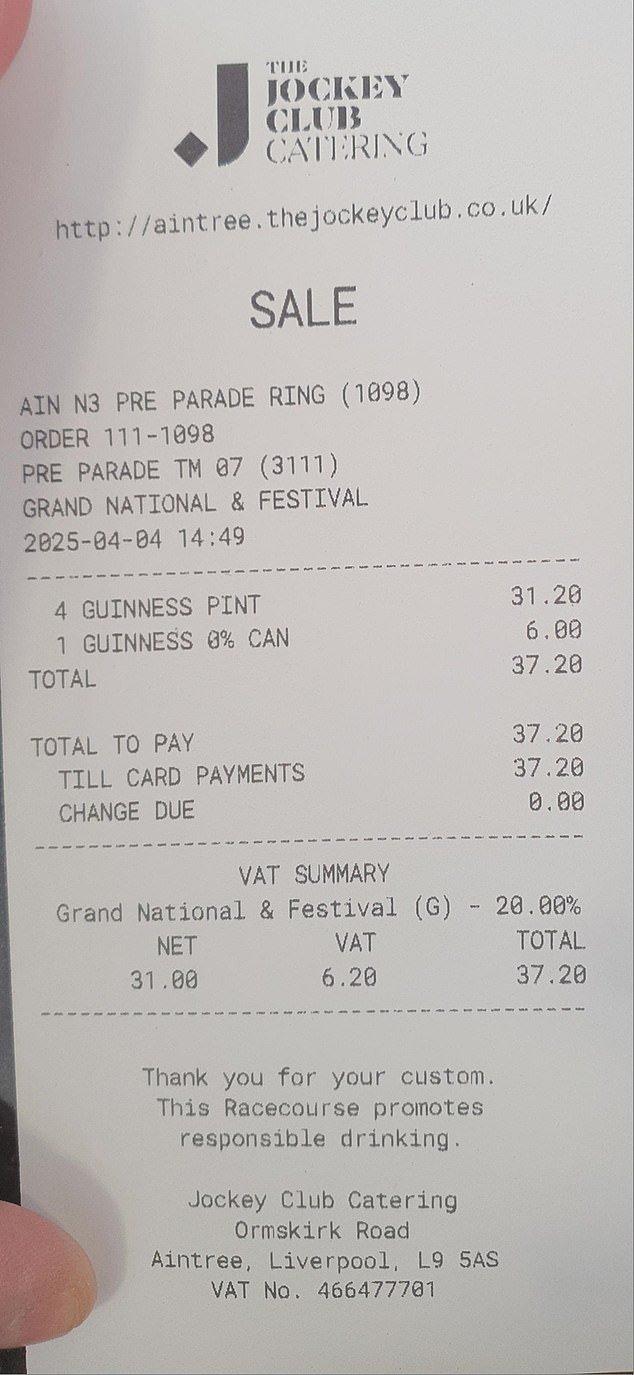 THE
JOCKEY
CLUB
CATERING
http://aintree.thejockeyclub.co.uk/
SALE
AIN N3 PRE PARADE RING (1098)
ORDER 111-1098
PRE PARADE TM 07 (3111)
GRAND NATIONAL & FESTIVAL
2025-04-04 14:49
4 GUINNESS PINT 31.20
1 GUINNESS 0% CAN 6.00
TOTAL 37.20
TOTAL TO PAY 37.20
TILL CARD PAYMENTS 37.20
CHANGE DUE 0.00
VAT SUMMARY
Grand National & Festival (G) - 20.00%
NET VAT TOTAL
31.00 6.20 37.20
Thank you for your custom.
This Racecourse promotes
responsible drinking.
Jockey Club Catering
Ormskirk Road
Aintree, Liverpool, L9 5AS
VAT No. 466477701